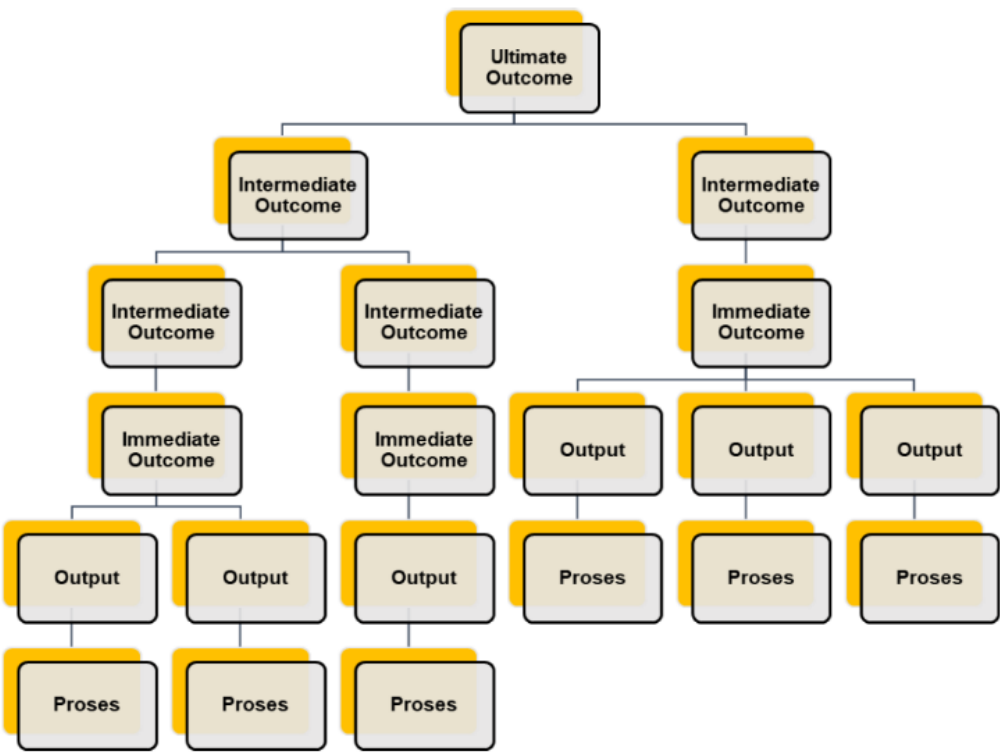 Ultimate
Outcome
Intermediate
Outcome
Intermediate
Outcome
Intermediate
Outcome
Intermediate
Outcome
Immediate
Outcome
Immediate
Outcome
Immediate
Outcome
Output
Output
Output
Output
Output
Output
Proses
Proses
Proses
Proses
Proses
Proses